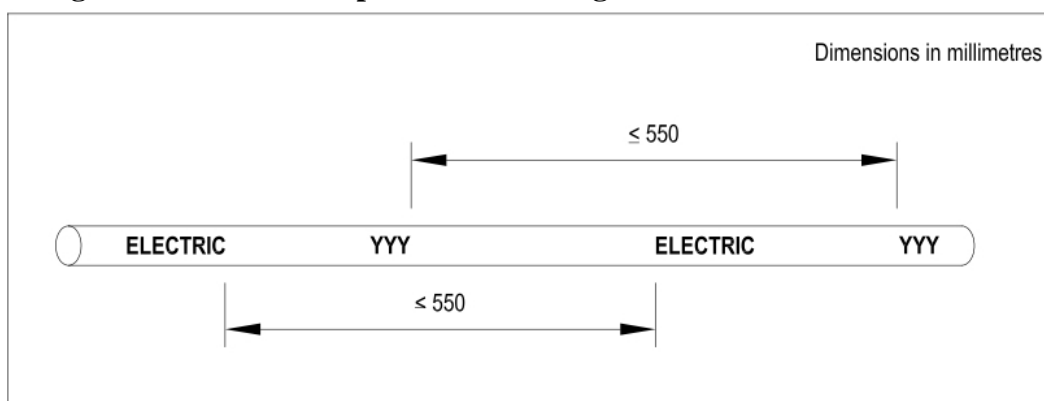 Dimensions in millimetres
≤ 550
ELECTRIC YYY ELECTRIC YYY
≤ 550